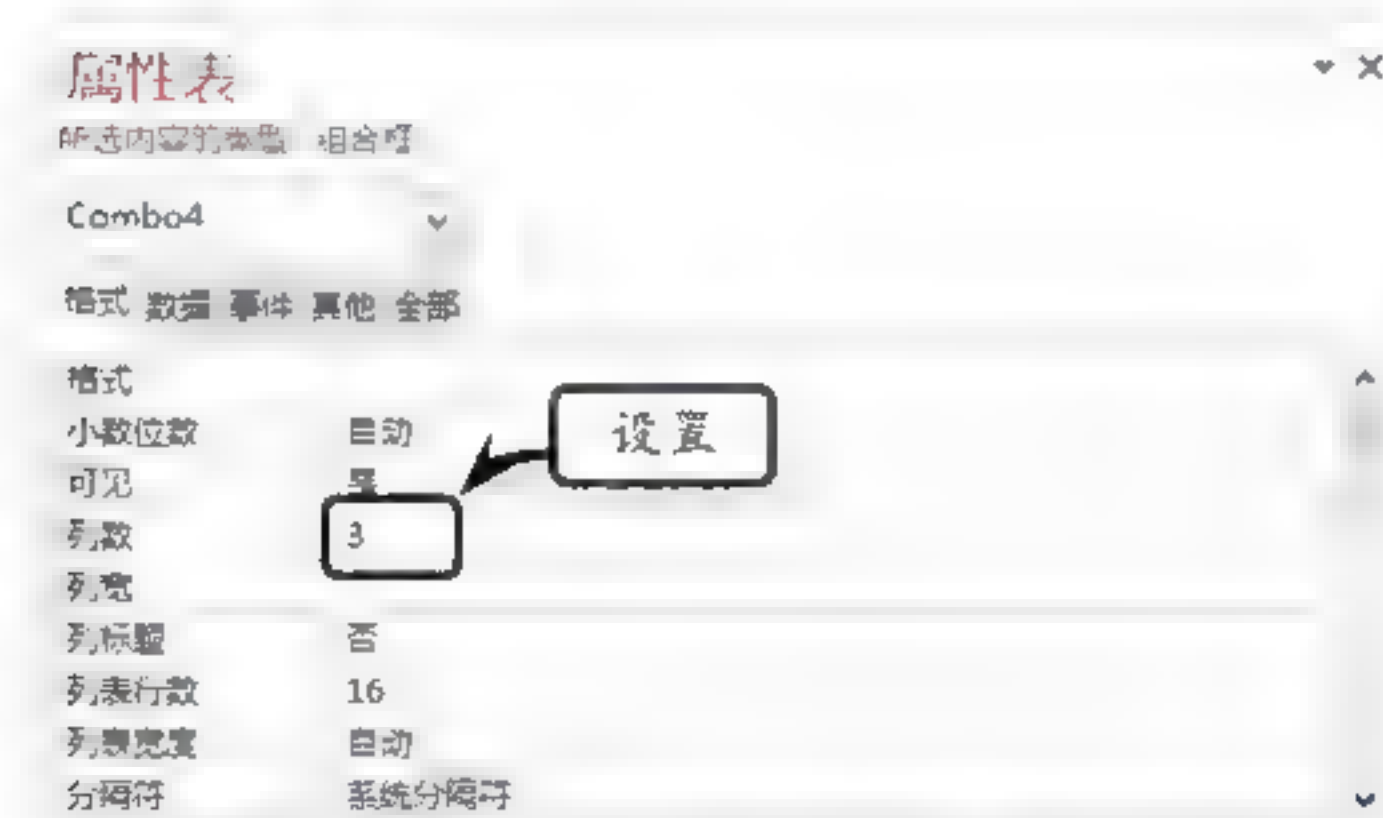 属性表
所选内容的类型 组合框
Combo4
格式 数据 事件 其他 全部
格式
小数位数 自动
设置
可见 是
列数 3
列宽
列标题 否
列表行数 16
列表宽度 自动
分隔符 系统分隔符